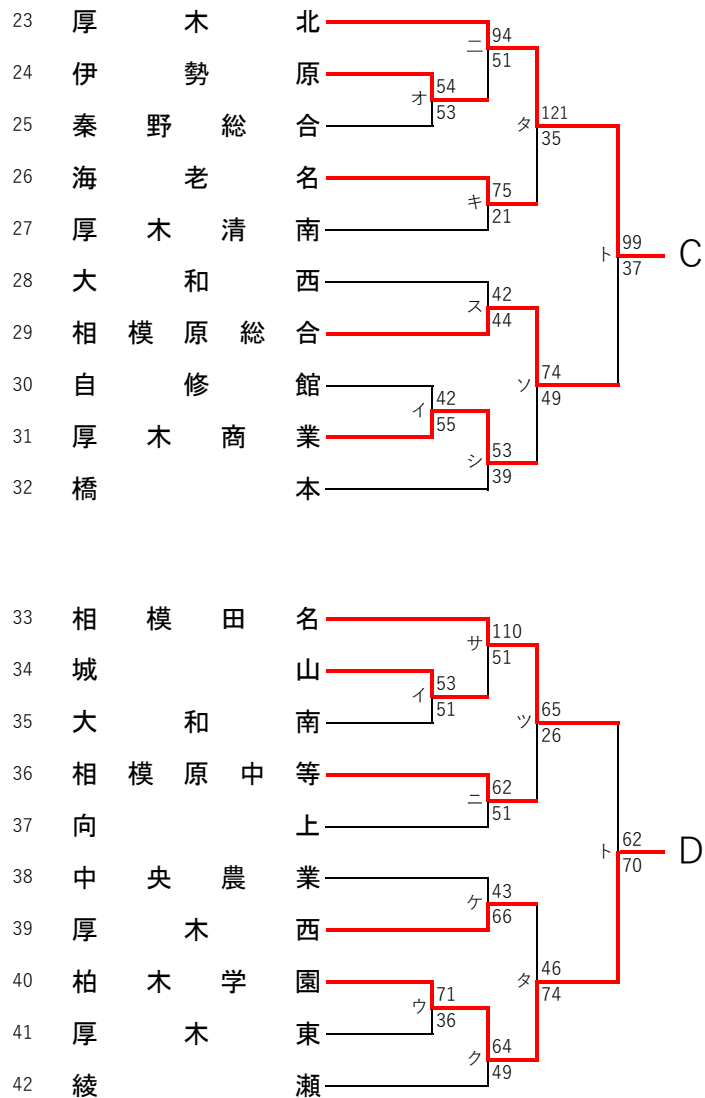 23 厚木北
94
ニ
51
24 伊勢原
54
オ
53
25 秦野総合
121
タ
35
26 海老名
75
キ
21
27 厚木清南
99
ト
37
C
28 大和西
42
ス
44
29 相模原総合
74
ソ
49
30 自修館
42
イ
55
31 厚木商業
53
シ
39
32 橋本
33 相模田名
110
サ
51
34 城山
53
イ
51
35 大和南
65
ツ
26
36 相模原中等
62
ニ
51
37 向上
62
ト
70
D
38 中央農業
43
ケ
66
39 厚木西
46
タ
74
40 柏木学園
71
ウ
36
41 厚木東
64
ク
49
42 綾瀬